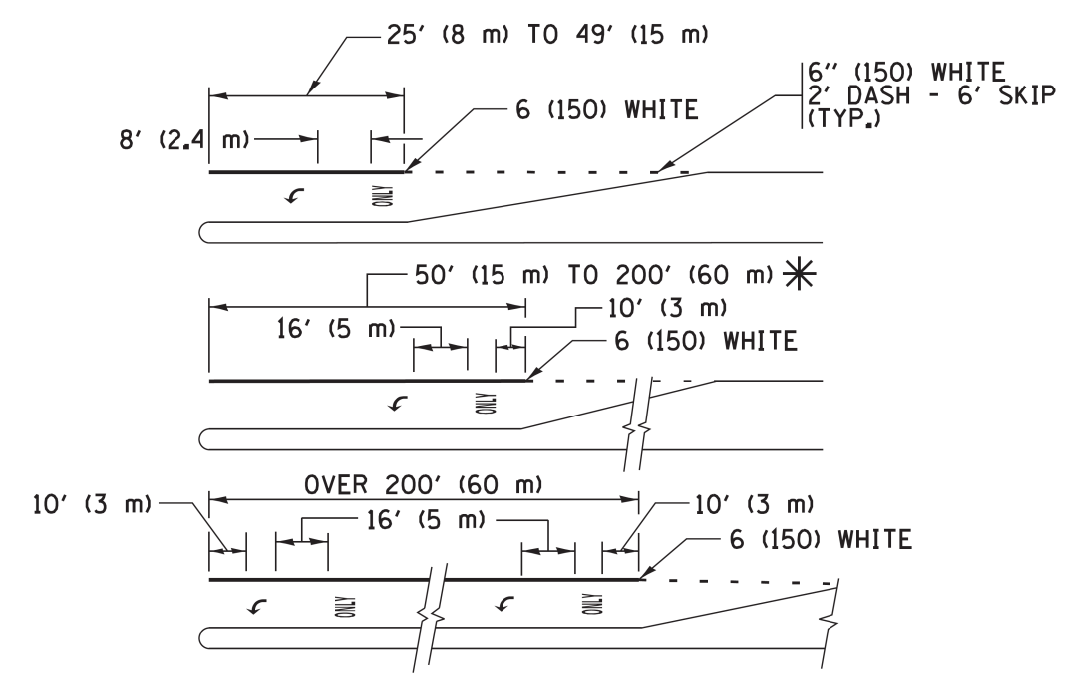 25' (8 m) TO 49' (15 m)
6" (150) WHITE
2' DASH - 6' SKIP
(TYP.)
6 (150) WHITE
8' (2.4 m)
ONLY
50' (15 m) TO 200' (60 m) ✳
10' (3 m)
16' (5 m)
6 (150) WHITE
ONLY
OVER 200' (60 m)
10' (3 m)
16' (5 m)
10' (3 m)
6 (150) WHITE
ONLY
ONLY